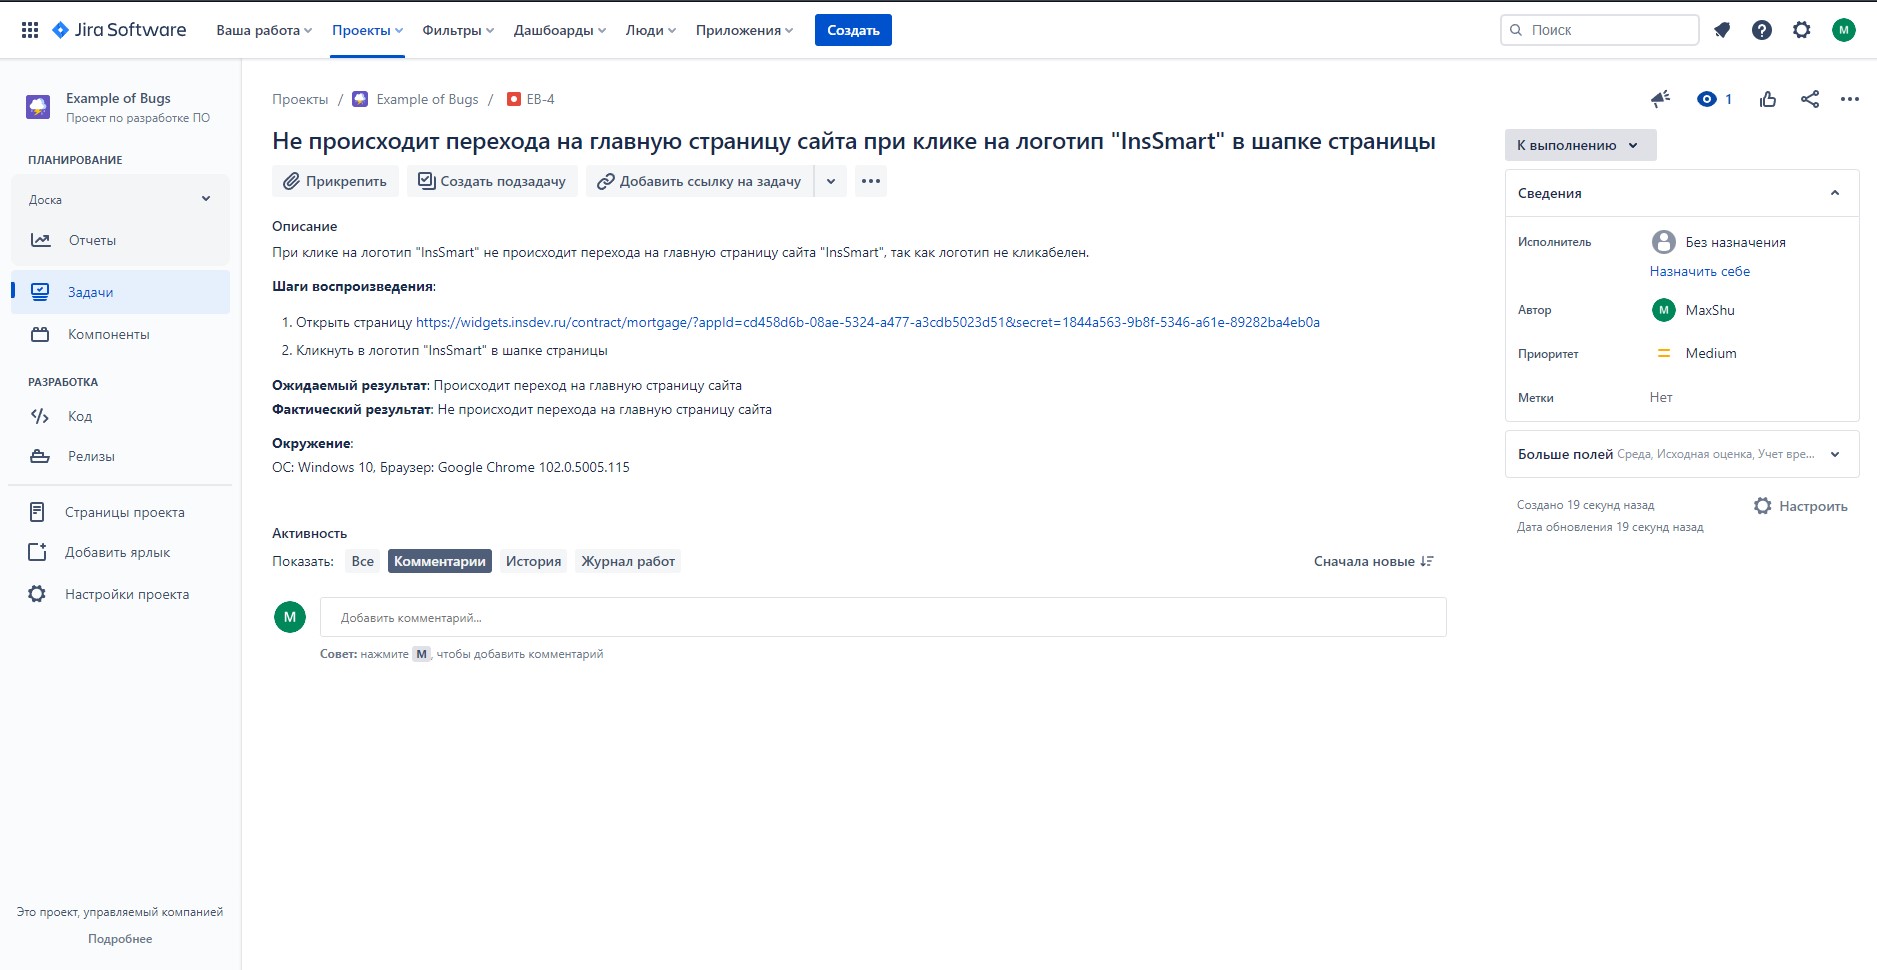 Jira Software
Ваша работа
Проекты
Фильтры
Дашборды
Люди
Приложения
Создать
Поиск
M
Example of Bugs
Проект по разработке ПО
ПЛАНИРОВАНИЕ
Доска
Отчеты
Задачи
Компоненты
РАЗРАБОТКА
Код
Релизы
Страницы проекта
Добавить ярлык
Настройки проекта
Это проект, управляемый компанией
Подробнее
Проекты / Example of Bugs / EB-4
1
Не происходит перехода на главную страницу сайта при клике на логотип "InsSmart" в шапке страницы
Прикрепить
Создать подзадачу
Добавить ссылку на задачу
Описание
При клике на логотип "InsSmart" не происходит перехода на главную страницу сайта "InsSmart", так как логотип не кликабелен.
Шаги воспроизведения:
1. Открыть страницу https://widgets.insdev.ru/contract/mortgage/?appId=cd458d6b-08ae-5324-a477-a3cdb5023d51&secret=1844a563-9b8f-5346-a61e-89282ba4eb0a
2. Кликнуть в логотип "InsSmart" в шапке страницы
Ожидаемый результат: Происходит переход на главную страницу сайта
Фактический результат: Не происходит перехода на главную страницу сайта
Окружение:
ОС: Windows 10, Браузер: Google Chrome 102.0.5005.115
Активность
Показать: Все Комментарии История Журнал работ
Сначала новые
M
Добавить комментарий...
Совет: нажмите M, чтобы добавить комментарий
К выполнению
Сведения
Исполнитель
Без назначения
Назначить себе
Автор
M
MaxShu
Приоритет
Medium
Метки
Нет
Больше полей Среда, Исходная оценка, Учет вре...
Создано 19 секунд назад
Дата обновления 19 секунд назад
Настроить